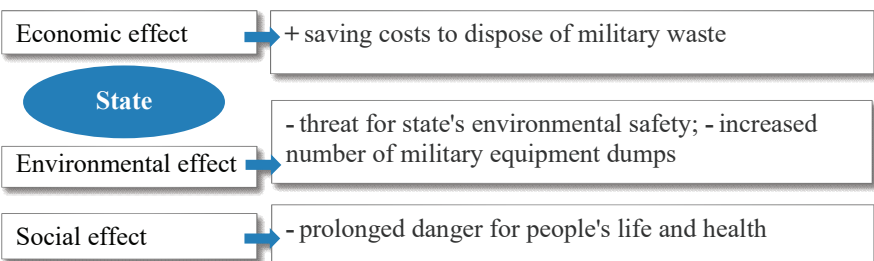 Economic effect
+ saving costs to dispose of military waste
State
- threat for state's environmental safety; - increased
number of military equipment dumps
Environmental effect
Social effect
- prolonged danger for people's life and health